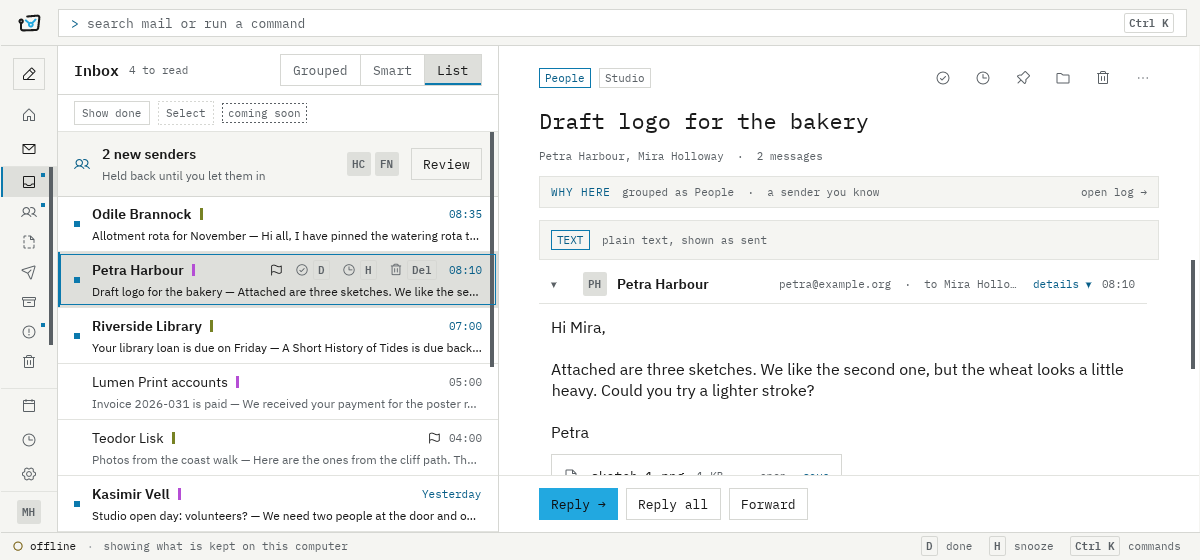 > search mail or run a command Ctrl K
Inbox 4 to read Grouped Smart List
Show done Select coming soon
2 new senders
Held back until you let them in
HC FN Review
Odile Brannock 08:35
Allotment rota for November — Hi all, I have pinned the watering rota t…
Petra Harbour D H Del 08:10
Draft logo for the bakery — Attached are three sketches. We like the se…
Riverside Library 07:00
Your library loan is due on Friday — A Short History of Tides is due back…
Lumen Print accounts 05:00
Invoice 2026-031 is paid — We received your payment for the poster r…
Teodor Lisk 04:00
Photos from the coast walk — Here are the ones from the cliff path. Th…
Kasimir Vell Yesterday
Studio open day: volunteers? — We need two people at the door and o…
MH
People Studio
Draft logo for the bakery
Petra Harbour, Mira Holloway · 2 messages
WHY HERE grouped as People · a sender you know open log →
TEXT plain text, shown as sent
▾ PH Petra Harbour petra@example.org · to Mira Hollo… details ▾ 08:10
Hi Mira,
Attached are three sketches. We like the second one, but the wheat looks a little
heavy. Could you try a lighter stroke?
Petra
sketch-1.png 1 KB open save
Reply → Reply all Forward
offline · showing what is kept on this computer D done H snooze Ctrl K commands